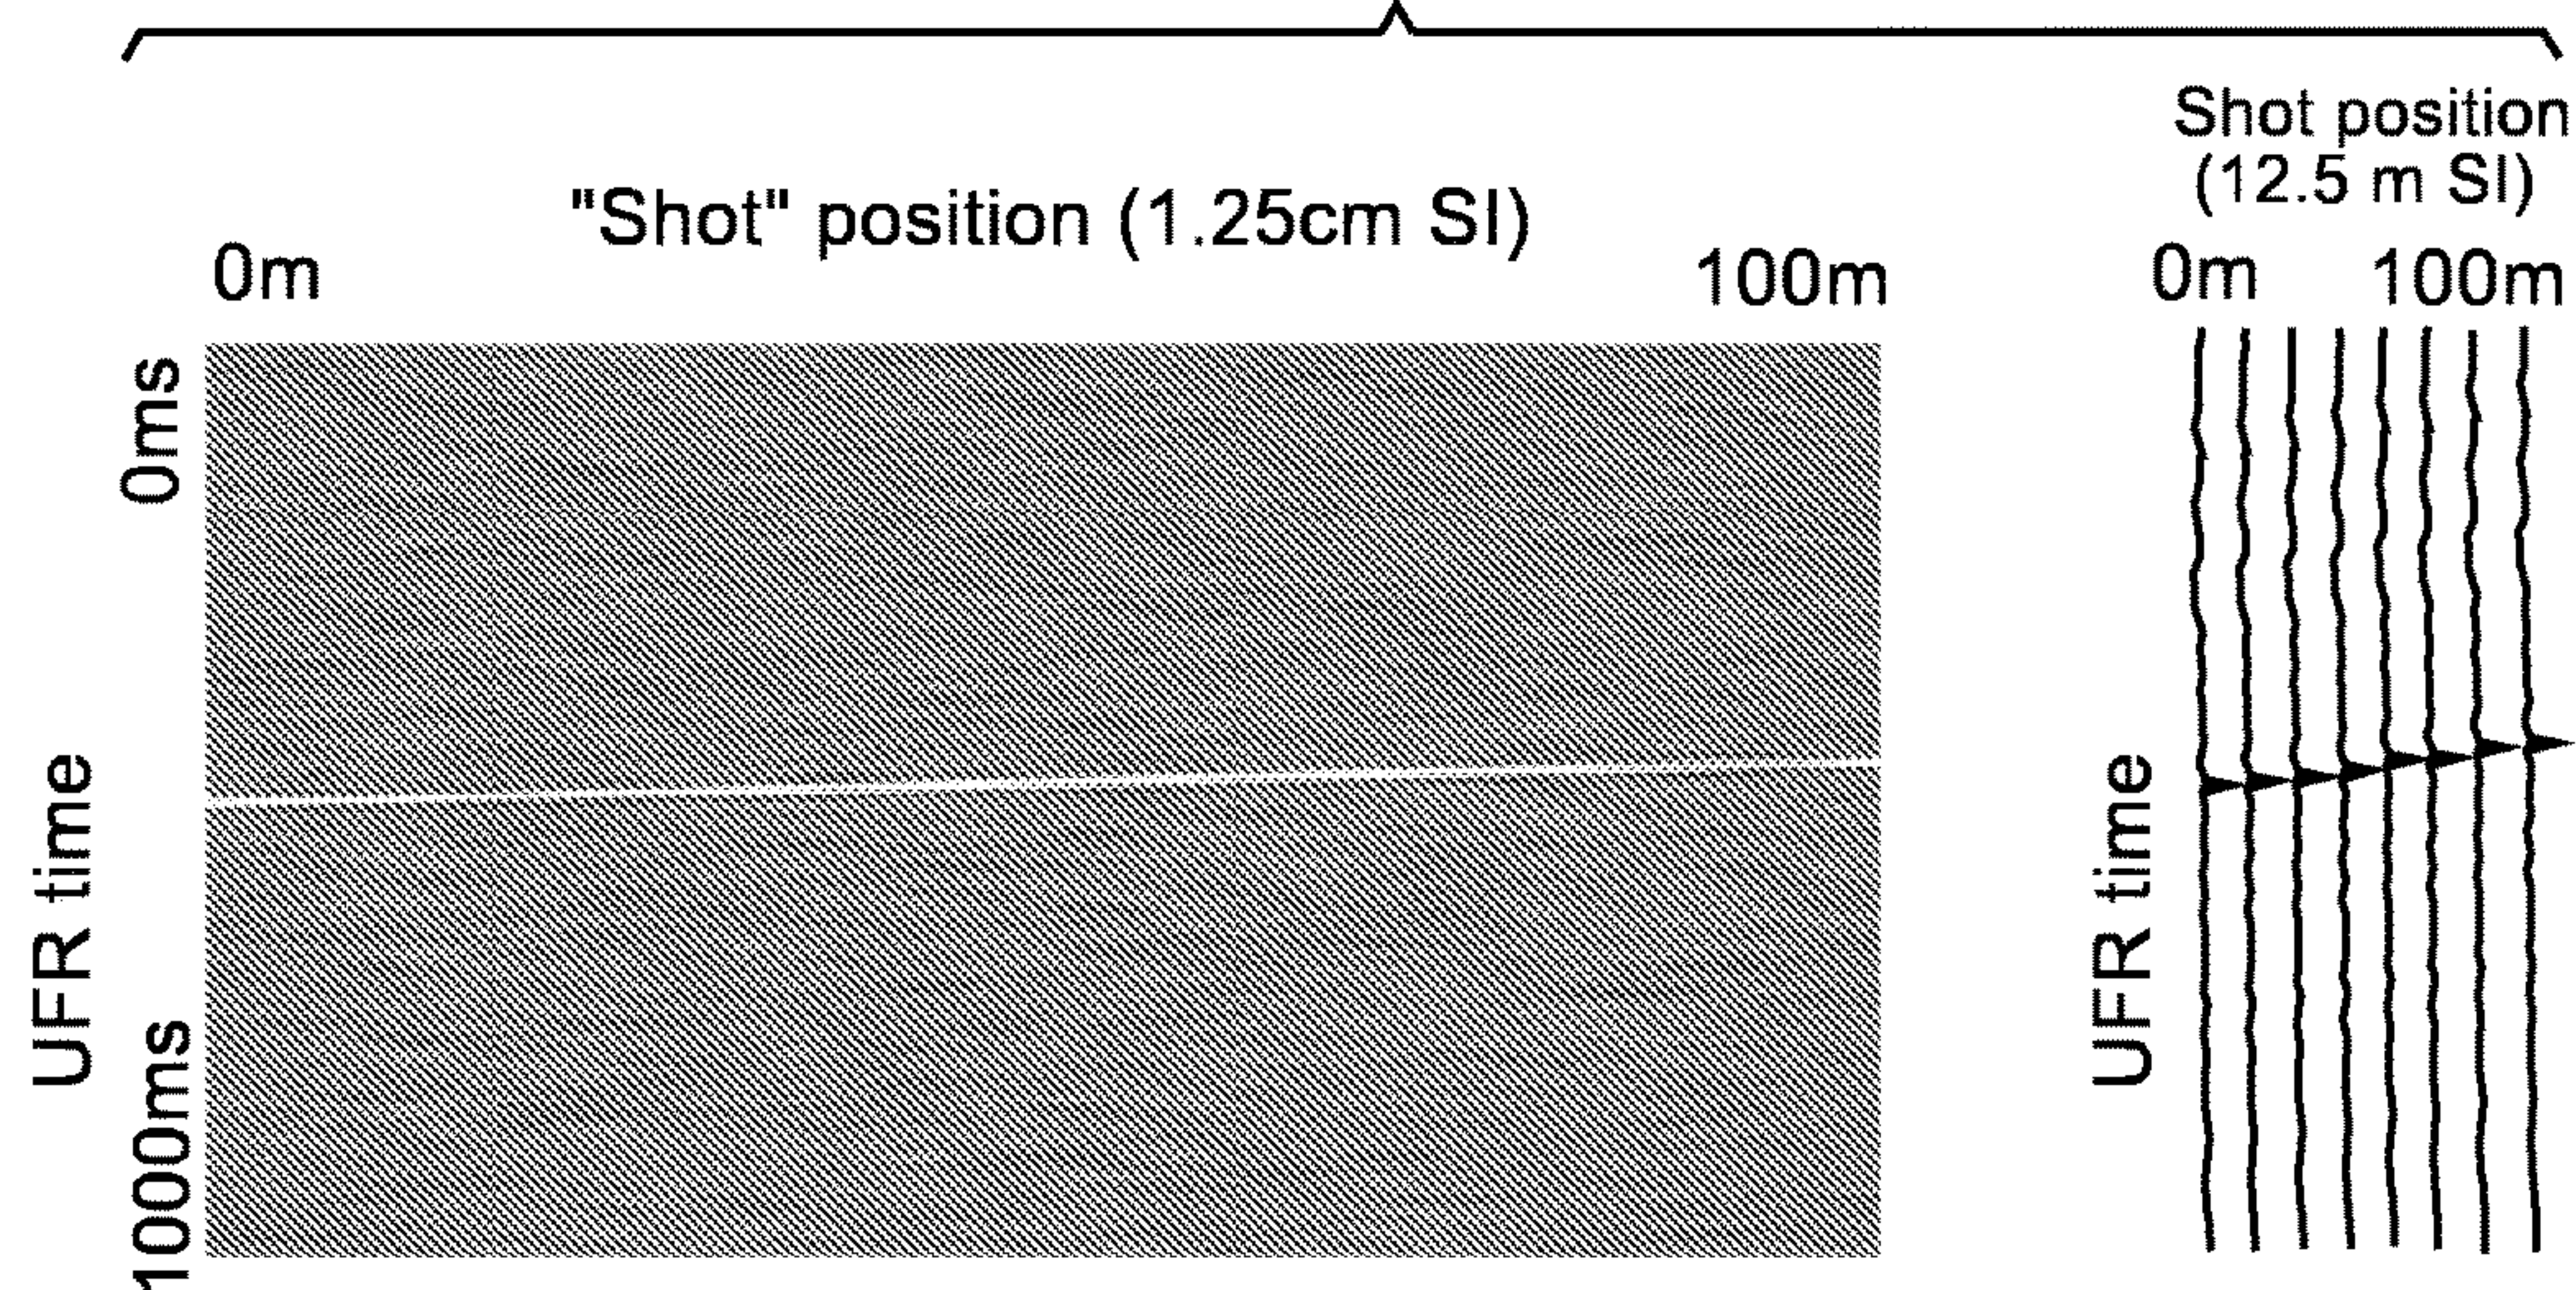 "Shot" position (1.25cm SI)
0m
100m
0ms
UFR time
1000ms
Shot position
(12.5 m SI)
0m
100m
UFR time